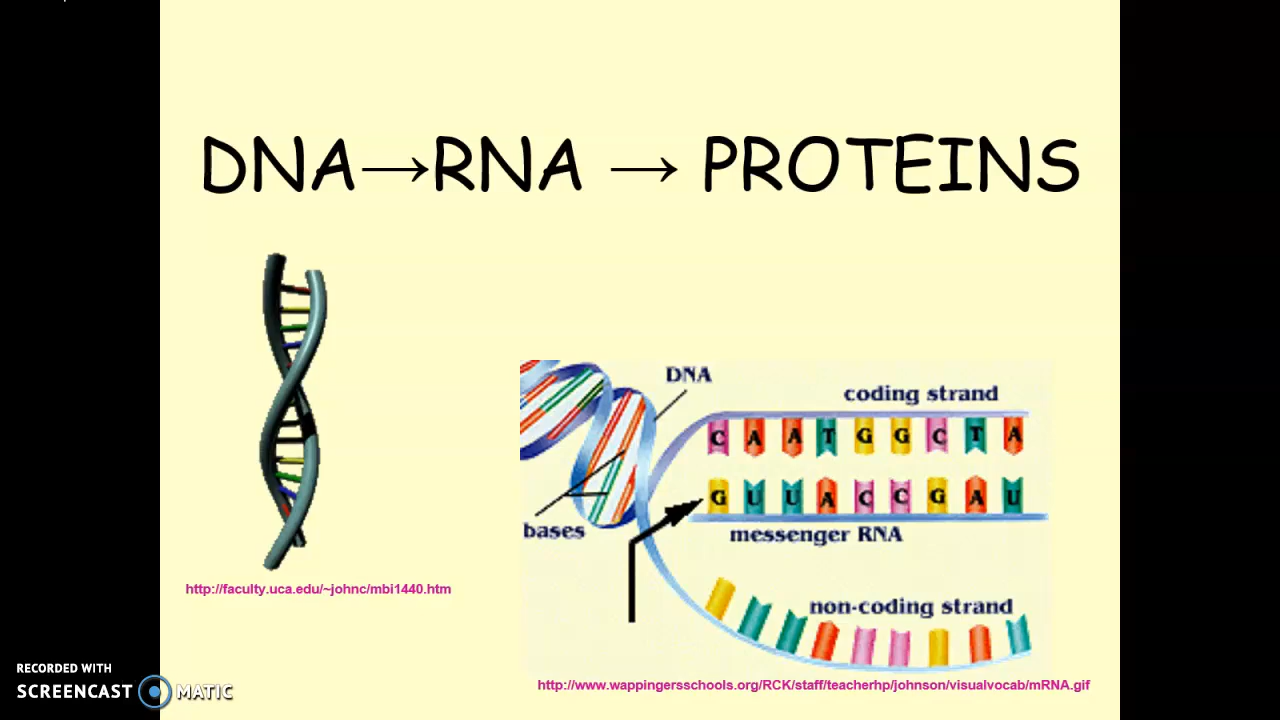 DNA→RNA → PROTEINS
DNA
coding strand
C A A T G G C T A
G U U A C C G A U
bases
messenger RNA
http://faculty.uca.edu/~johnc/mbi1440.htm
non-coding strand
RECORDED WITH
SCREENCAST MATIC
http://www.wappingersschools.org/RCK/staff/teacherhp/johnson/visualvocab/mRNA.gif